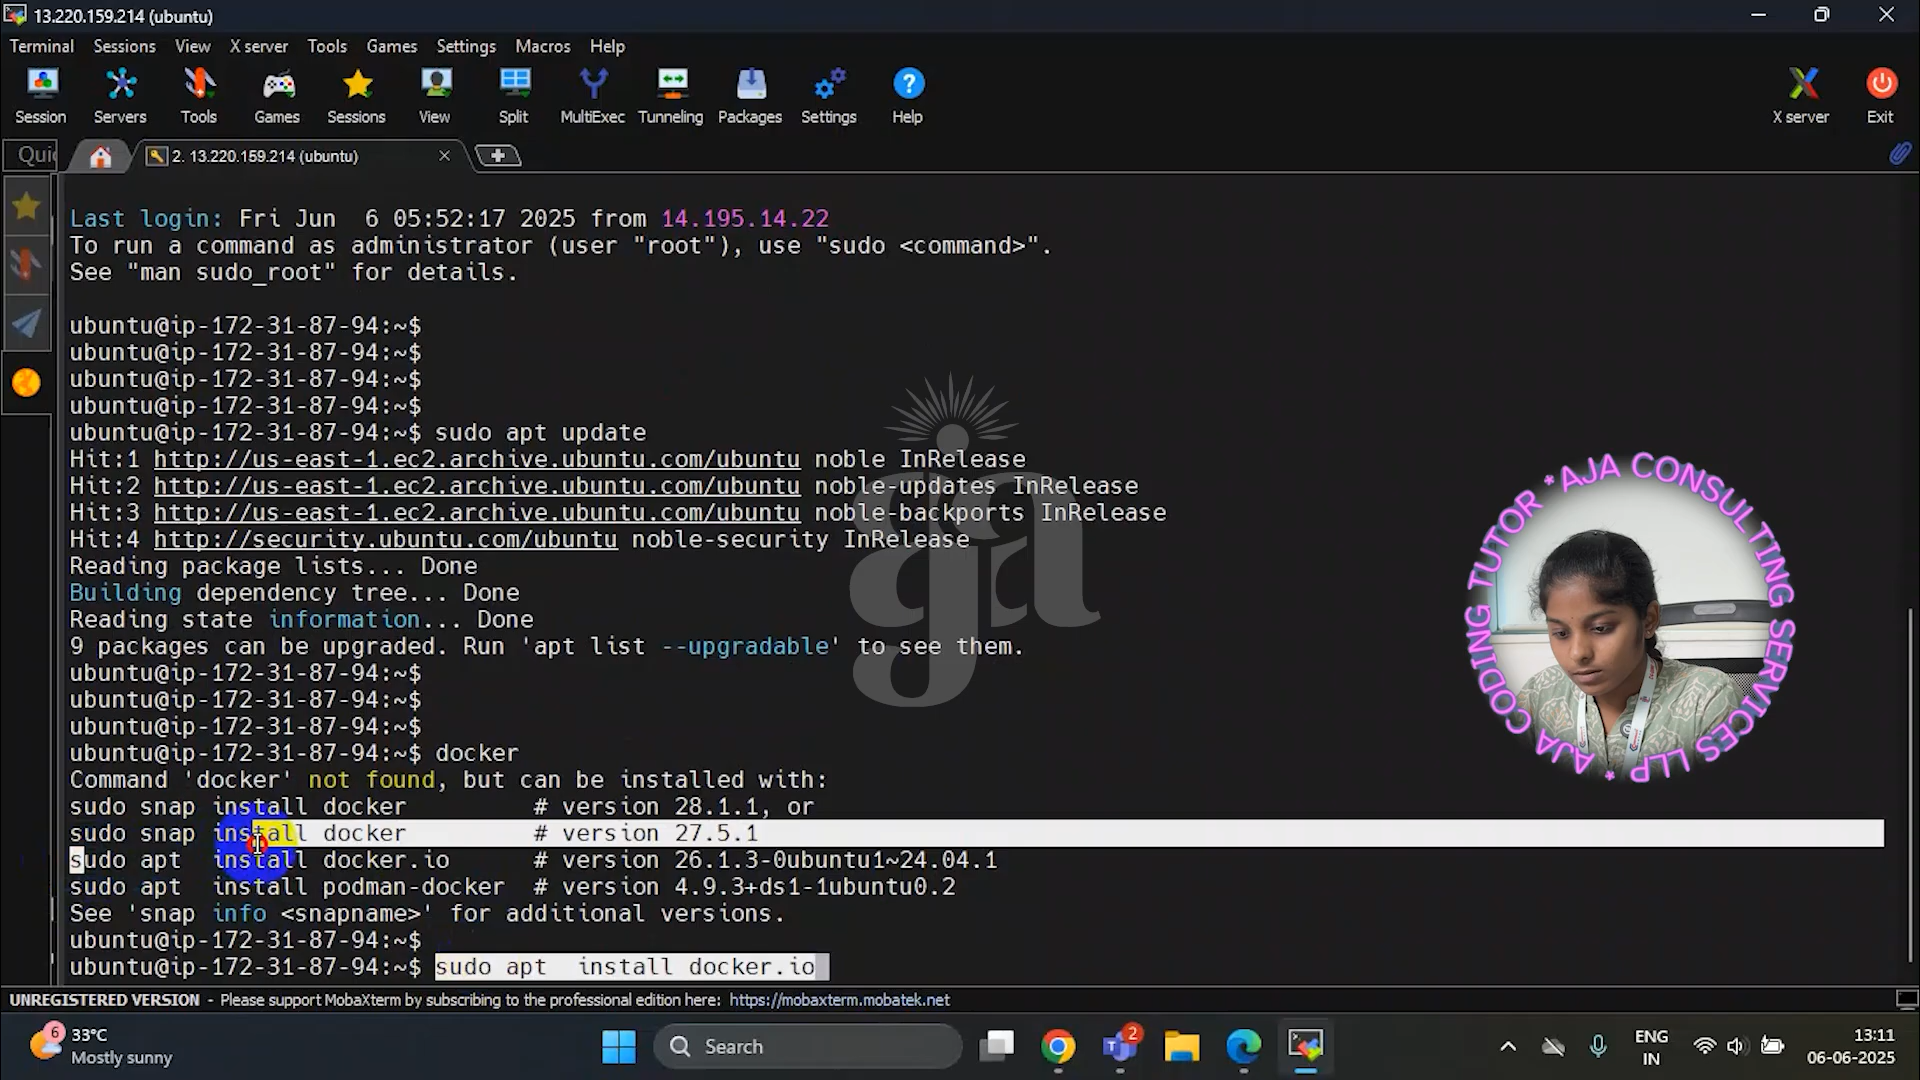 13.220.159.214 (ubuntu)
Terminal Sessions View X server Tools Games Settings Macros Help
Session Servers Tools Games Sessions View Split MultiExec Tunneling Packages Settings Help X server Exit
2. 13.220.159.214 (ubuntu)
Last login: Fri Jun  6 05:52:17 2025 from 14.195.14.22
To run a command as administrator (user "root"), use "sudo <command>".
See "man sudo_root" for details.
ubuntu@ip-172-31-87-94:~$
ubuntu@ip-172-31-87-94:~$
ubuntu@ip-172-31-87-94:~$
ubuntu@ip-172-31-87-94:~$
ubuntu@ip-172-31-87-94:~$ sudo apt update
Hit:1 http://us-east-1.ec2.archive.ubuntu.com/ubuntu noble InRelease
Hit:2 http://us-east-1.ec2.archive.ubuntu.com/ubuntu noble-updates InRelease
Hit:3 http://us-east-1.ec2.archive.ubuntu.com/ubuntu noble-backports InRelease
Hit:4 http://security.ubuntu.com/ubuntu noble-security InRelease
Reading package lists... Done
Building dependency tree... Done
Reading state information... Done
9 packages can be upgraded. Run 'apt list --upgradable' to see them.
ubuntu@ip-172-31-87-94:~$
ubuntu@ip-172-31-87-94:~$
ubuntu@ip-172-31-87-94:~$
ubuntu@ip-172-31-87-94:~$ docker
Command 'docker' not found, but can be installed with:
sudo snap install docker         # version 28.1.1, or
sudo snap install docker         # version 27.5.1
sudo apt  install docker.io      # version 26.1.3-0ubuntu1~24.04.1
sudo apt  install podman-docker  # version 4.9.3+ds1-1ubuntu0.2
See 'snap info <snapname>' for additional versions.
ubuntu@ip-172-31-87-94:~$
ubuntu@ip-172-31-87-94:~$ sudo apt  install docker.io
aja
AJA CODING TUTOR * AJA CONSULTING SERVICES LLP *
UNREGISTERED VERSION - Please support MobaXterm by subscribing to the professional edition here: https://mobaxterm.mobatek.net
6
33°C
Mostly sunny
Search
2
ENG
IN
13:11
06-06-2025